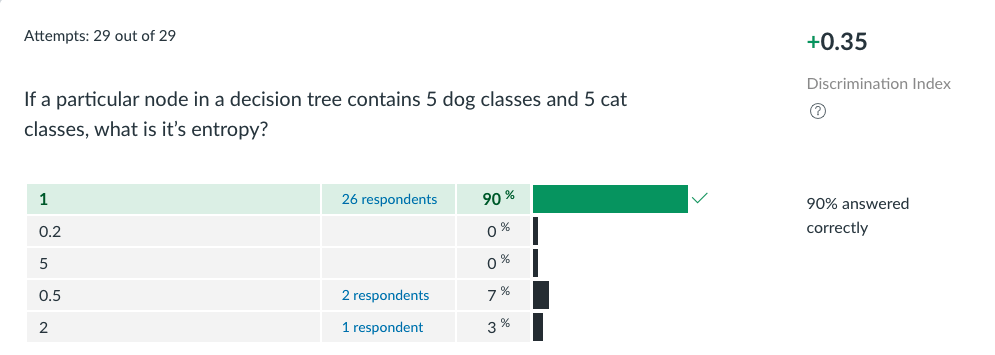 Attempts: 29 out of 29
+0.35
Discrimination Index
?
If a particular node in a decision tree contains 5 dog classes and 5 cat
classes, what is it’s entropy?
1 26 respondents 90 %
0.2 0 %
5 0 %
0.5 2 respondents 7 %
2 1 respondent 3 %
90% answered
correctly